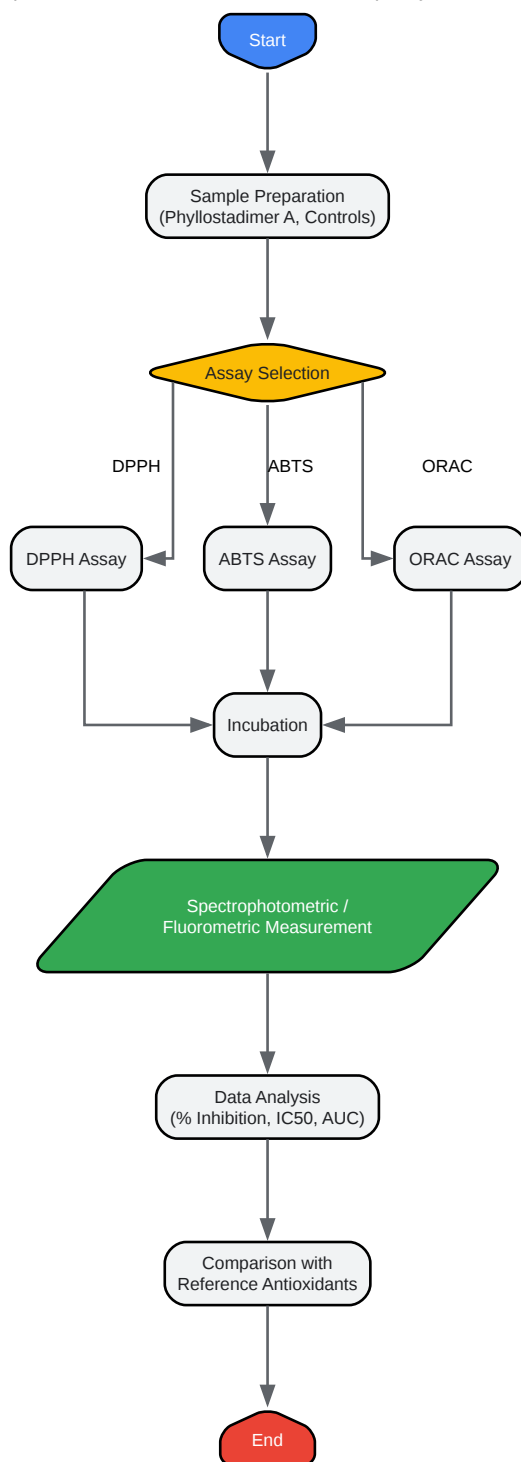 Start
Sample Preparation
(Phyllostadimer A, Controls)
Assay Selection
DPPH
ABTS
ORAC
DPPH Assay
ABTS Assay
ORAC Assay
Incubation
Spectrophotometric /
Fluorometric Measurement
Data Analysis
(% Inhibition, IC50, AUC)
Comparison with
Reference Antioxidants
End